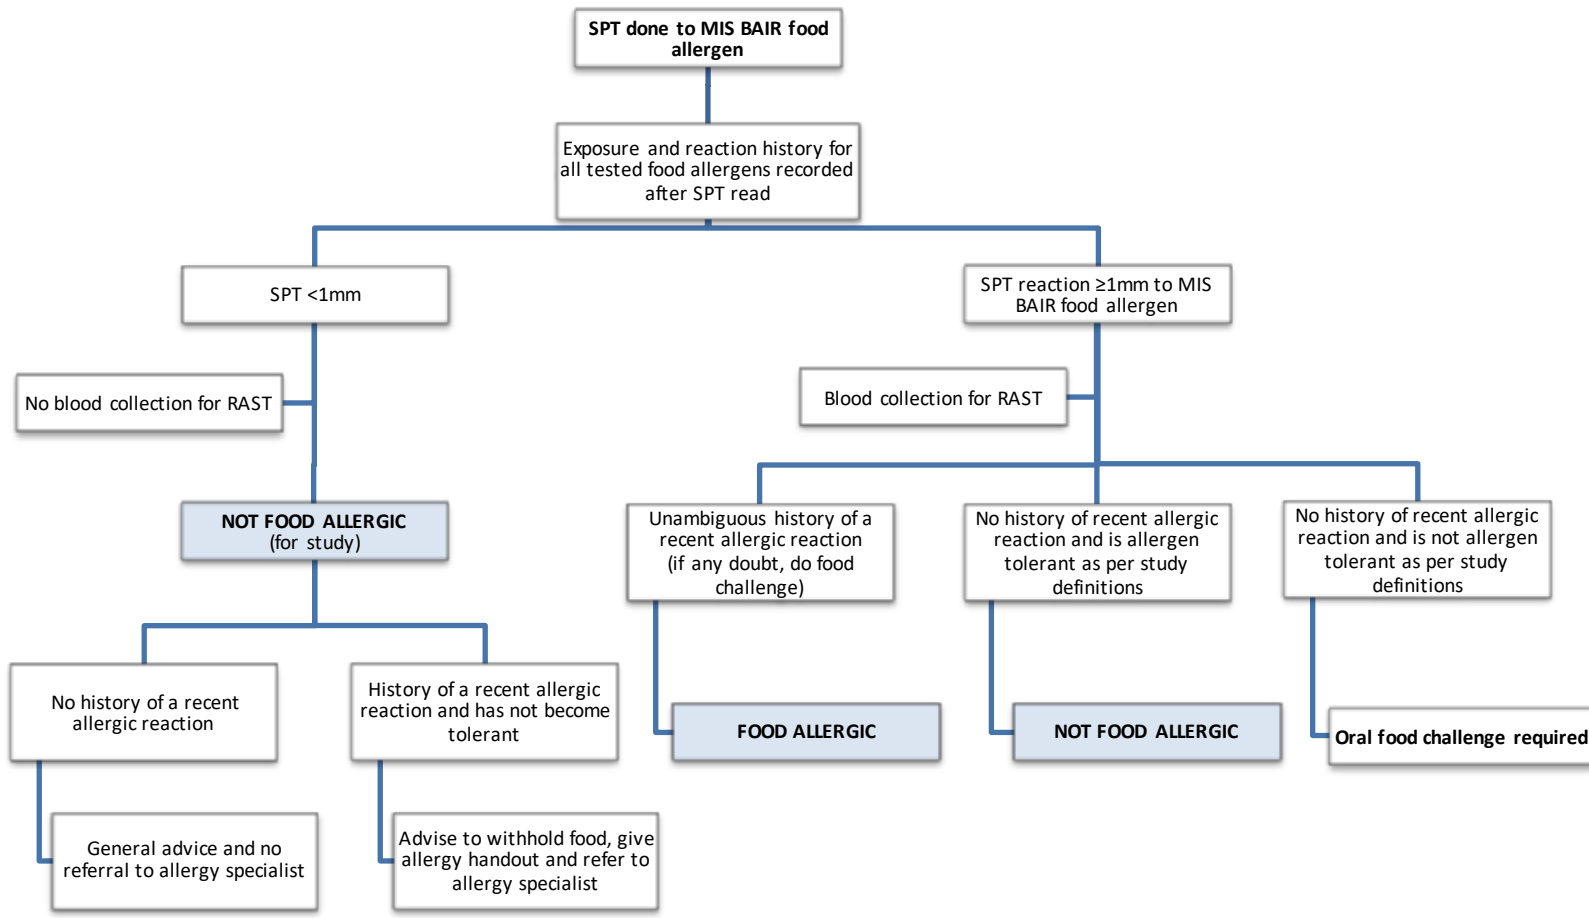 SPT done to MIS BAIR food
allergen
Exposure and reaction history for
all tested food allergens recorded
after SPT read
SPT <1mm
SPT reaction ≥1mm to MIS
BAIR food allergen
No blood collection for RAST
Blood collection for RAST
NOT FOOD ALLERGIC
(for study)
Unambiguous history of a
recent allergic reaction
(if any doubt, do food
challenge)
No history of recent allergic
reaction and is allergen
tolerant as per study
definitions
No history of recent allergic
reaction and is not allergen
tolerant as per study
definitions
No history of a recent
allergic reaction
History of a recent allergic
reaction and has not become
tolerant
FOOD ALLERGIC
NOT FOOD ALLERGIC
Oral food challenge required
General advice and no
referral to allergy specialist
Advise to withhold food, give
allergy handout and refer to
allergy specialist